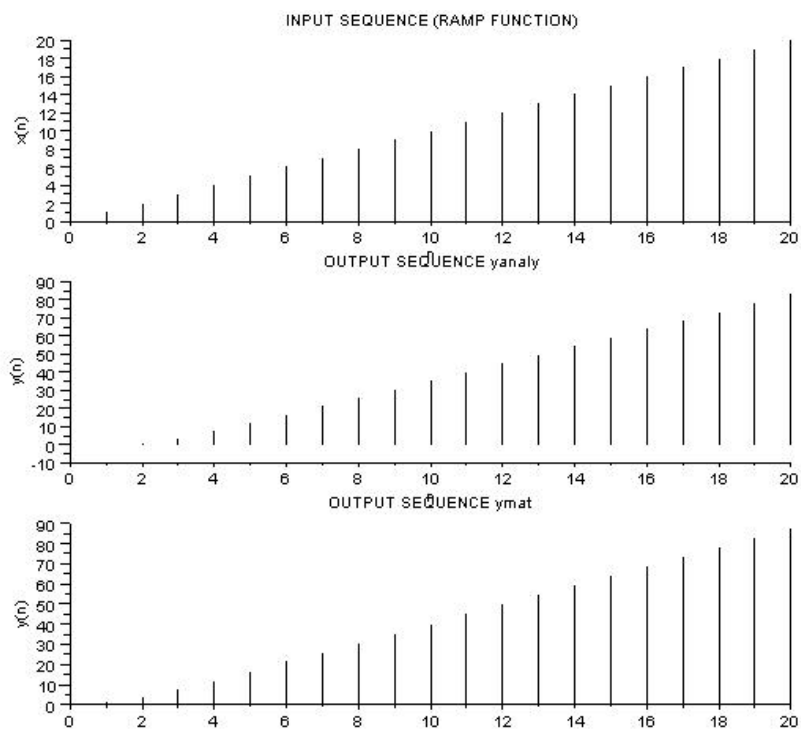 INPUT SEQUENCE (RAMP FUNCTION)
20
18
16
14
12
10
8
6
4
2
0
x(n)
0 2 4 6 8 10 12 14 16 18 20
n
OUTPUT SEQUENCE yanaly
90
80
70
60
50
40
30
20
10
0
-10
y(n)
0 2 4 6 8 10 12 14 16 18 20
n
OUTPUT SEQUENCE ymat
90
80
70
60
50
40
30
20
10
0
y(n)
0 2 4 6 8 10 12 14 16 18 20